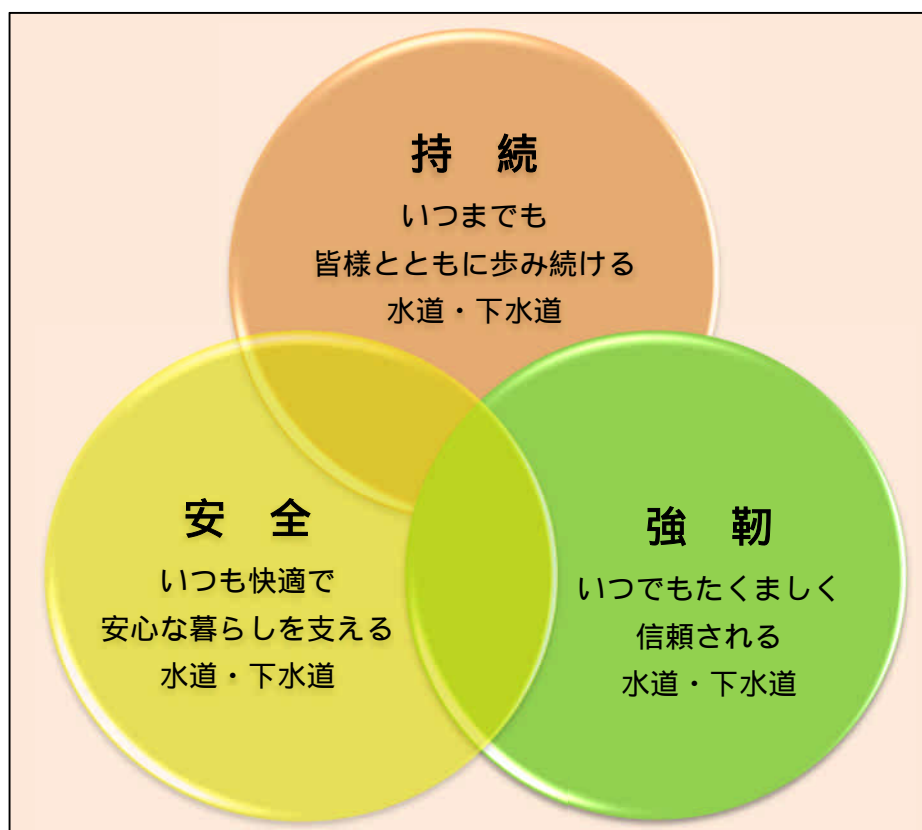 持　続
いつまでも
皆様とともに歩み続ける
水道・下水道
安　全
いつも快適で
安心な暮らしを支える
水道・下水道
強　靭
いつでもたくましく
信頼される
水道・下水道